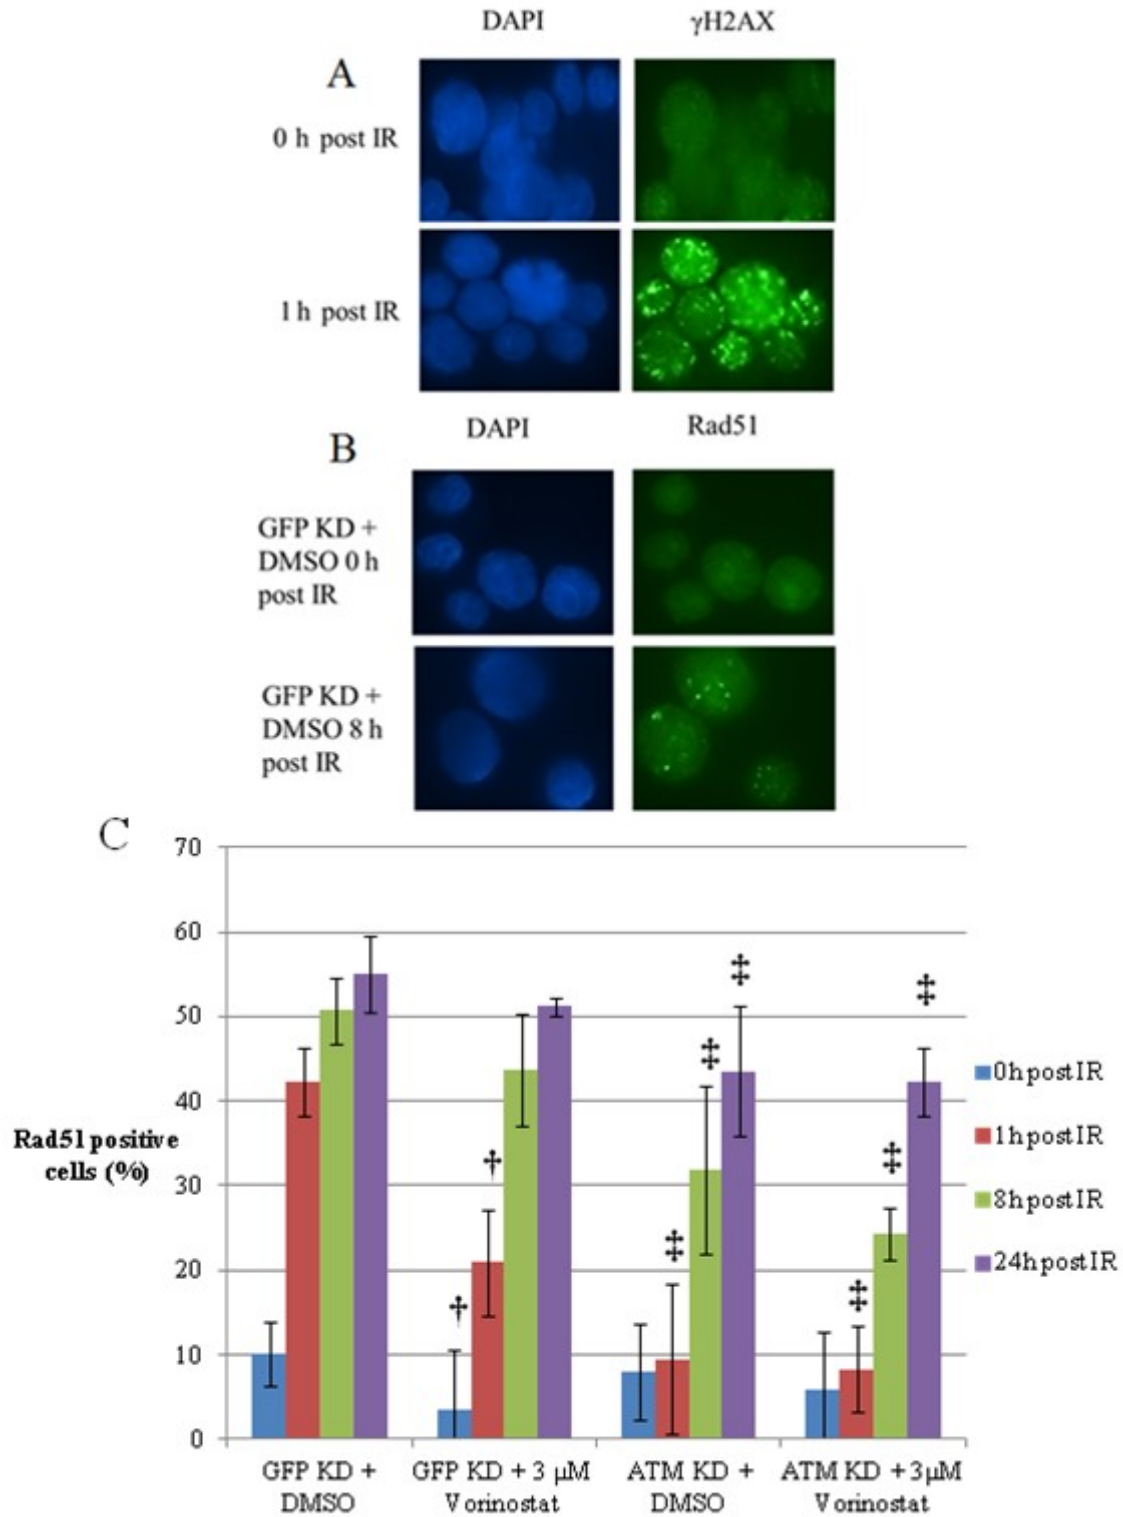 DAPI γH2AX
A
0 h post IR
1h post IR
DAPI Rad51
B
GFP KD +
DMSO 0 h
post IR
GFP KD +
DMSO 8 h
post IR
C
70
60
50
40
30
20
10
0
Rad51 positive
cells (%)
†
†
‡
‡
‡
‡
‡
‡
0h post IR
1h post IR
8h post IR
24h post IR
GFP KD +
DMSO
GFP KD + 3 μM
Vorinostat
ATM KD +
DMSO
ATM KD +3μM
Vorinostat